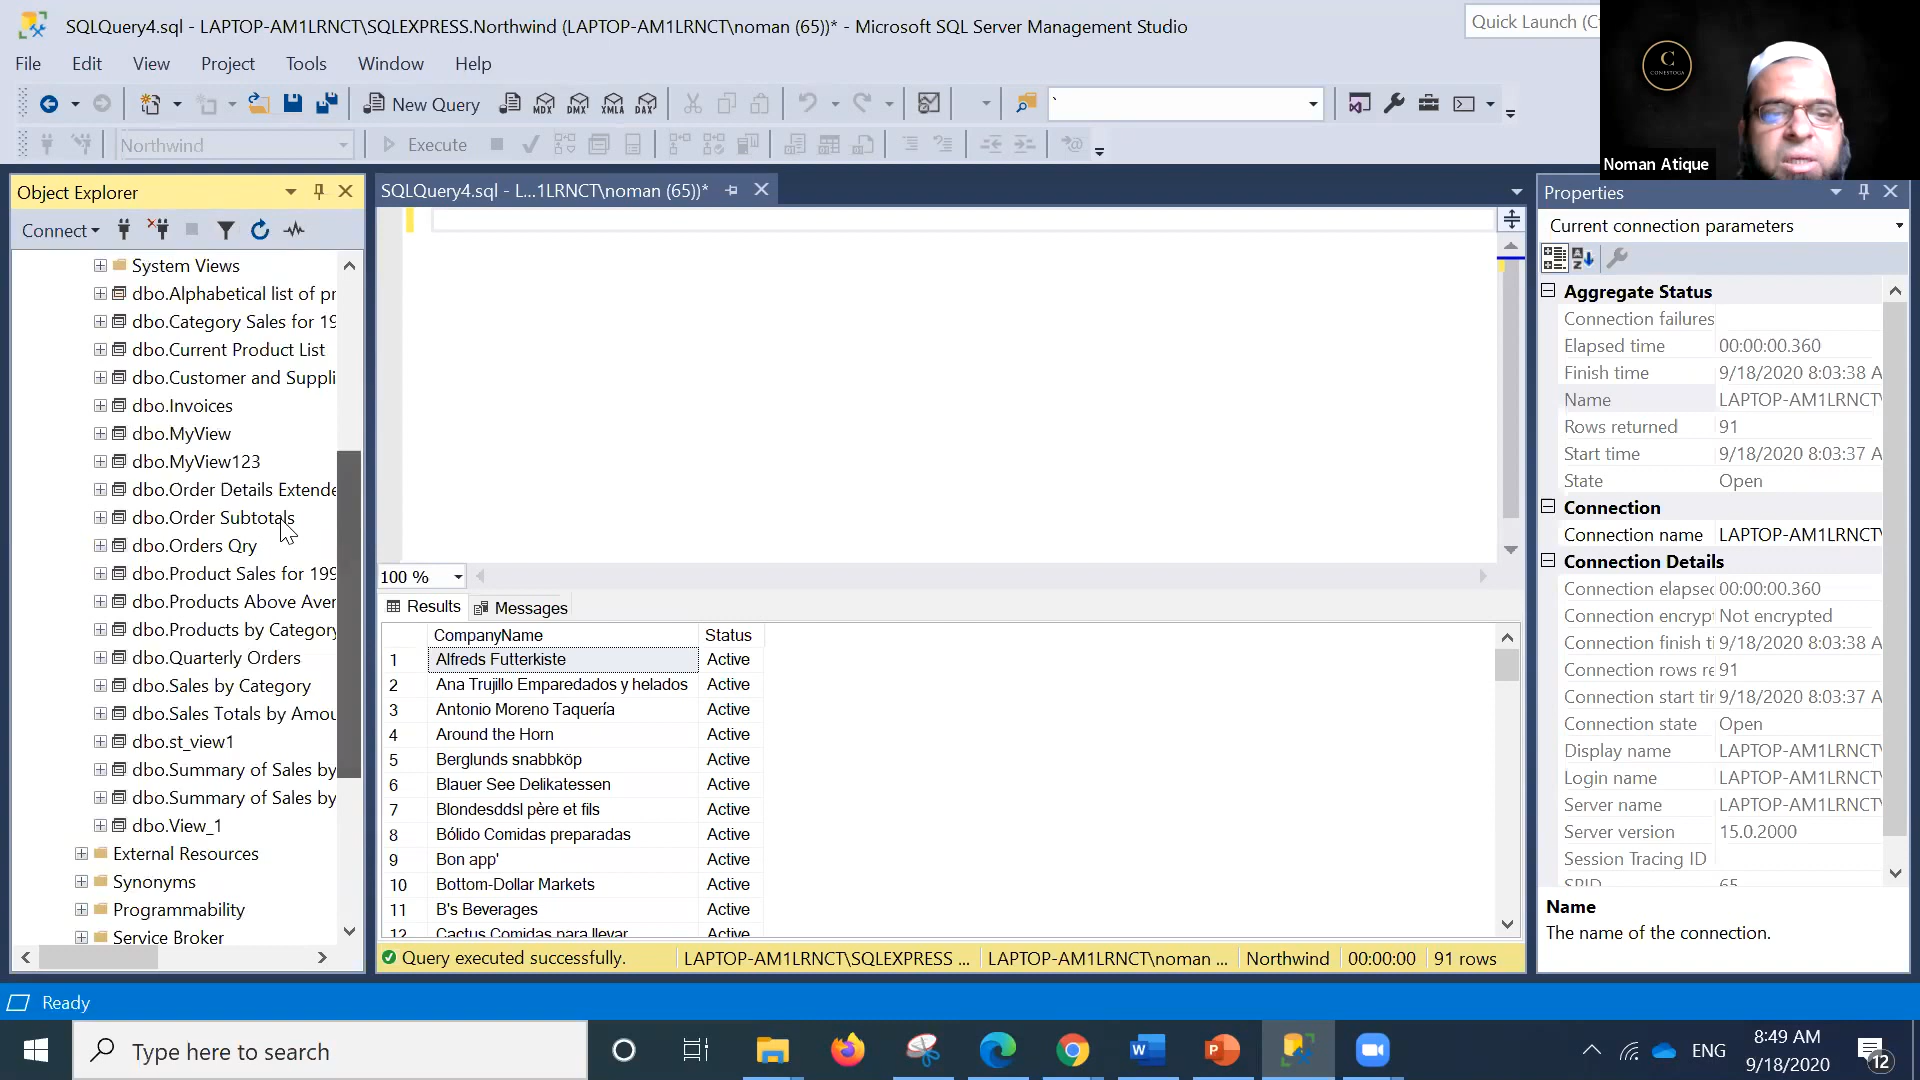 SQLQuery4.sql - LAPTOP-AM1LRNCT\SQLEXPRESS.Northwind (LAPTOP-AM1LRNCT\noman (65))* - Microsoft SQL Server Management Studio
Quick Launch (C
File Edit View Project Tools Window Help
New Query MDX DMX XMLA DAX `
Northwind Execute
C
CONESTOGA
Noman Atique
Object Explorer
Connect
System Views
dbo.Alphabetical list of pr
dbo.Category Sales for 19
dbo.Current Product List
dbo.Customer and Suppli
dbo.Invoices
dbo.MyView
dbo.MyView123
dbo.Order Details Extende
dbo.Order Subtotals
dbo.Orders Qry
dbo.Product Sales for 199
dbo.Products Above Aver
dbo.Products by Category
dbo.Quarterly Orders
dbo.Sales by Category
dbo.Sales Totals by Amou
dbo.st_view1
dbo.Summary of Sales by
dbo.Summary of Sales by
dbo.View_1
External Resources
Synonyms
Programmability
Service Broker
SQLQuery4.sql - L...1LRNCT\noman (65))*
100 %
Results Messages
CompanyName Status
1 Alfreds Futterkiste Active
2 Ana Trujillo Emparedados y helados Active
3 Antonio Moreno Taquería Active
4 Around the Horn Active
5 Berglunds snabbköp Active
6 Blauer See Delikatessen Active
7 Blondesddsl père et fils Active
8 Bólido Comidas preparadas Active
9 Bon app' Active
10 Bottom-Dollar Markets Active
11 B's Beverages Active
12 Cactus Comidas para llevar Active
Query executed successfully. LAPTOP-AM1LRNCT\SQLEXPRESS ... LAPTOP-AM1LRNCT\noman ... Northwind 00:00:00 91 rows
Properties
Current connection parameters
Aggregate Status
Connection failures
Elapsed time 00:00:00.360
Finish time 9/18/2020 8:03:38 A
Name LAPTOP-AM1LRNCT\
Rows returned 91
Start time 9/18/2020 8:03:37 A
State Open
Connection
Connection name LAPTOP-AM1LRNCT\
Connection Details
Connection elapsec 00:00:00.360
Connection encryp Not encrypted
Connection finish ti 9/18/2020 8:03:38 A
Connection rows re 91
Connection start tir 9/18/2020 8:03:37 A
Connection state Open
Display name LAPTOP-AM1LRNCT\
Login name LAPTOP-AM1LRNCT\
Server name LAPTOP-AM1LRNCT\
Server version 15.0.2000
Session Tracing ID
SPID 65
Name
The name of the connection.
Ready
Type here to search
ENG
8:49 AM
9/18/2020
12